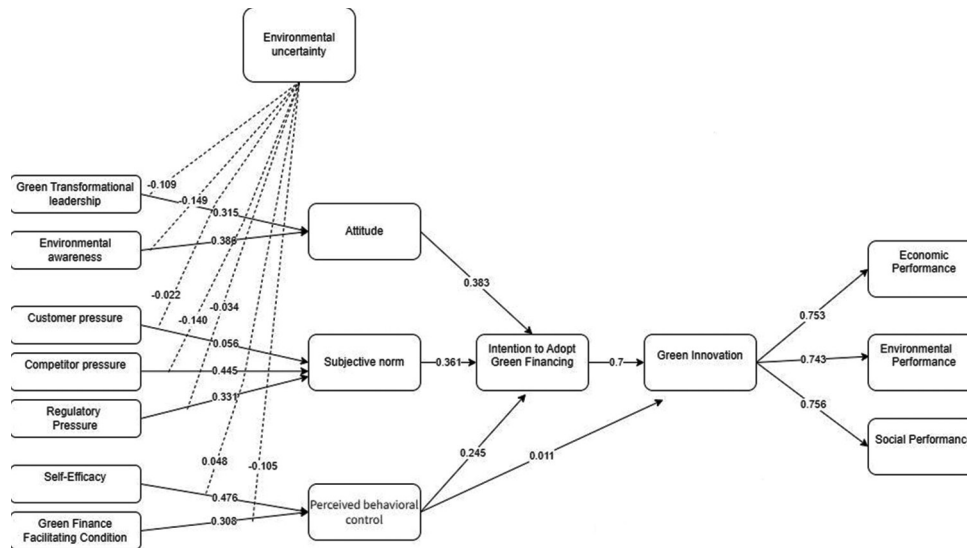 Environmental
uncertainty
-0.109
Green Transformational
leadership
-0.149
0.315
Environmental
awareness
0.386
Attitude
0.383
Economic
Performance
-0.022
-0.034
-0.140
Customer pressure
0.056
0.753
Competitor pressure
0.445
Subjective norm
0.361
Intention to Adopt
Green Financing
0.7
Green Innovation
0.743
Environmental
Performance
Regulatory
Pressure
0.331
0.756
Social Performance
0.048
-0.105
0.245
0.011
Self-Efficacy
0.476
Perceived behavioral
control
Green Finance
Facilitating Condition
0.308